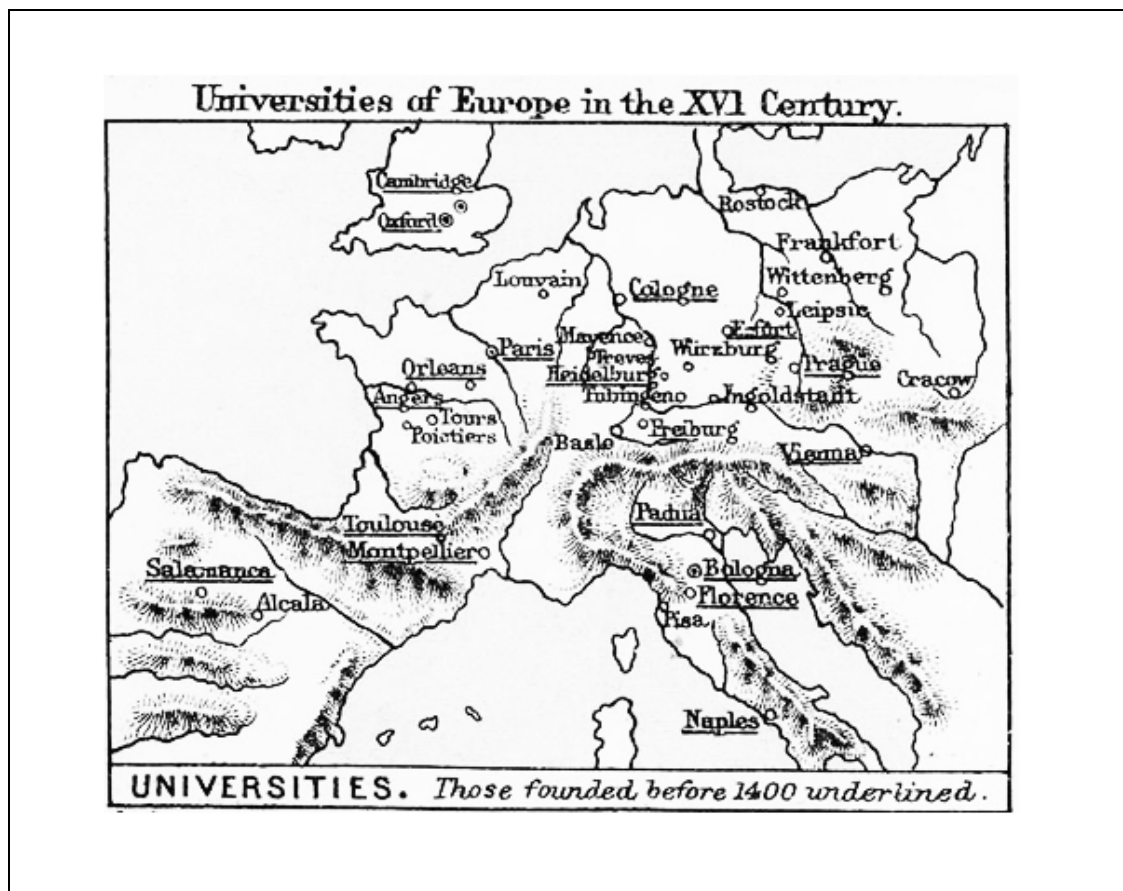 Universities of Europe in the XVI Century.
Cambridge
Oxford
Rostock
Frankfort
Louvain
Cologne
Wittenberg
Leipsic
Erfurt
Mayence
Paris
Treves
Würzburg
Orleans
Heidelburg
Prague
Cracow
Angers
Tubingen
Ingolstadt
Tours
Poictiers
Basle
Freiburg
Vienna
Toulouse
Padua
Montpellier
Salamanca
Bologna
Alcala
Florence
Pisa
Naples
UNIVERSITIES. Those founded before 1400 underlined.